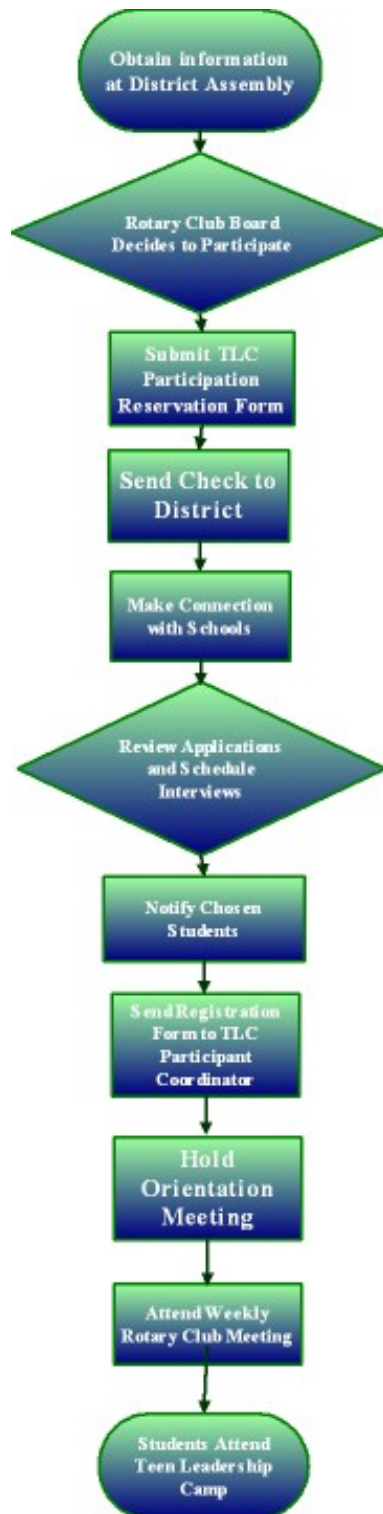 Obtain information
at District Assembly
Rotary Club Board
Decides to Participate
Submit TLC
Participation
Reservation Form
Send Check to
District
Make Connection
with Schools
Review Applications
and Schedule
Interviews
Notify Chosen
Students
Send Registration
Form to TLC
Participant
Coordinator
Hold
Orientation
Meeting
Attend Weekly
Rotary Club Meeting
Students Attend
Teen Leadership
Camp